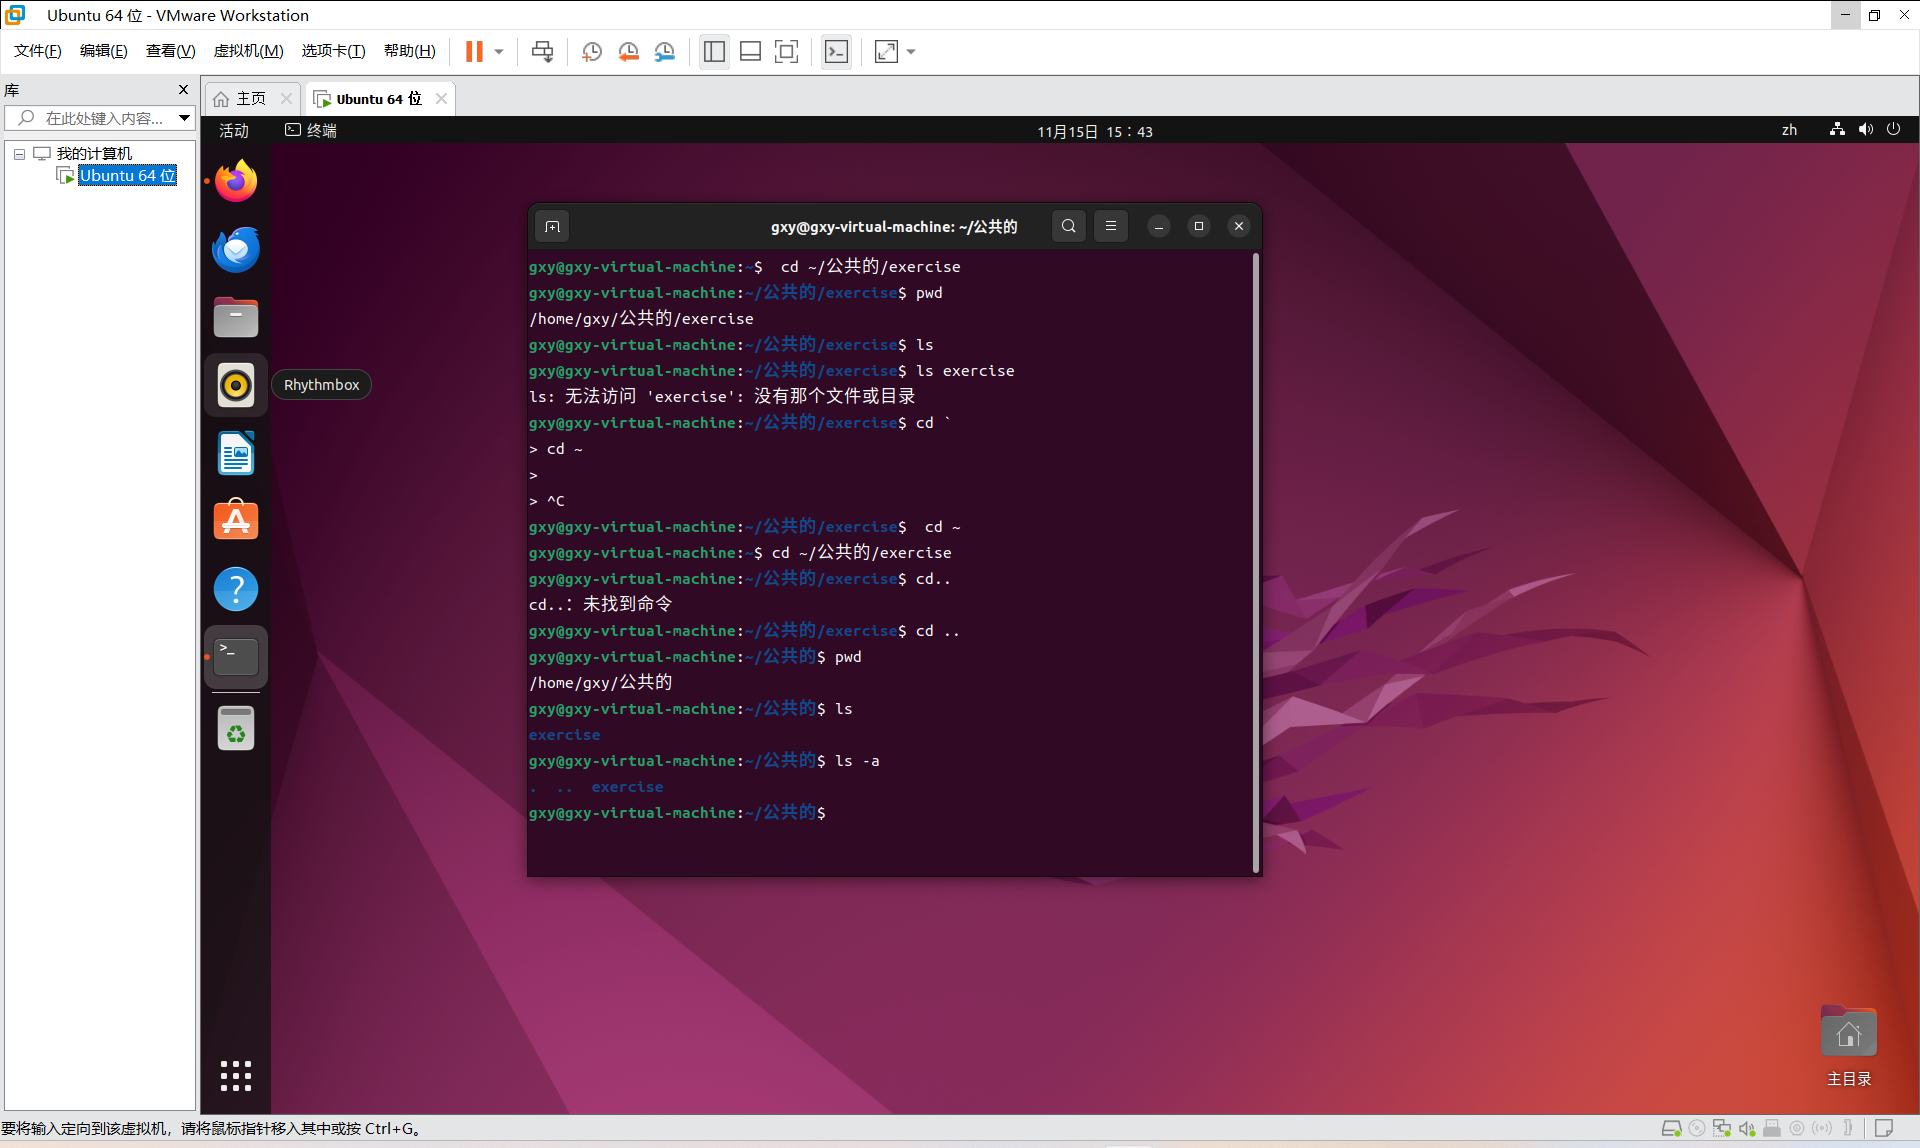 Ubuntu 64 位 - VMware Workstation
文件(F) 编辑(E) 查看(V) 虚拟机(M) 选项卡(T) 帮助(H)
库
在此处键入内容...
我的计算机
Ubuntu 64 位
主页 Ubuntu 64 位
活动 终端 11月15日 15：43 zh
Rhythmbox
gxy@gxy-virtual-machine: ~/公共的
gxy@gxy-virtual-machine:~$  cd ~/公共的/exercise
gxy@gxy-virtual-machine:~/公共的/exercise$ pwd
/home/gxy/公共的/exercise
gxy@gxy-virtual-machine:~/公共的/exercise$ ls
gxy@gxy-virtual-machine:~/公共的/exercise$ ls exercise
ls: 无法访问 'exercise': 没有那个文件或目录
gxy@gxy-virtual-machine:~/公共的/exercise$ cd `
> cd ~
>
> ^C
gxy@gxy-virtual-machine:~/公共的/exercise$  cd ~
gxy@gxy-virtual-machine:~$ cd ~/公共的/exercise
gxy@gxy-virtual-machine:~/公共的/exercise$ cd..
cd..：未找到命令
gxy@gxy-virtual-machine:~/公共的/exercise$ cd ..
gxy@gxy-virtual-machine:~/公共的$ pwd
/home/gxy/公共的
gxy@gxy-virtual-machine:~/公共的$ ls
exercise
gxy@gxy-virtual-machine:~/公共的$ ls -a
.  ..  exercise
gxy@gxy-virtual-machine:~/公共的$
主目录
要将输入定向到该虚拟机，请将鼠标指针移入其中或按 Ctrl+G。